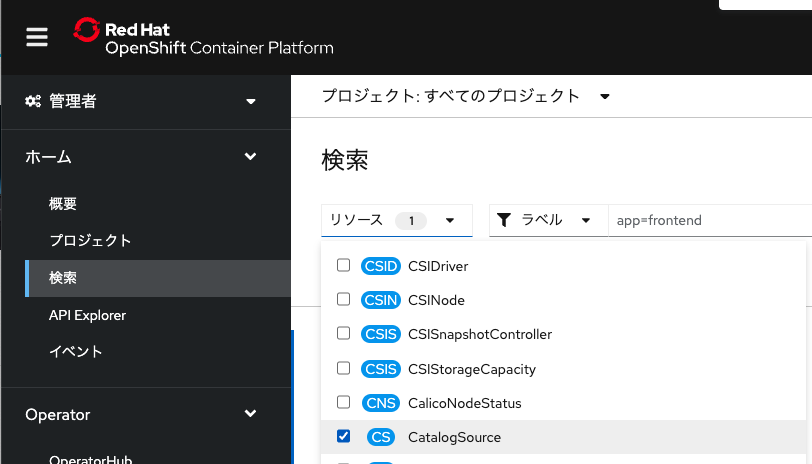 Red Hat
OpenShift Container Platform
管理者
ホーム
概要
プロジェクト
検索
API Explorer
イベント
Operator
OperatorHub
プロジェクト: すべてのプロジェクト
検索
リソース 1
ラベル
app=frontend
CSID CSIDriver
CSIN CSINode
CSIS CSISnapshotController
CSIS CSIStorageCapacity
CNS CalicoNodeStatus
CS CatalogSource